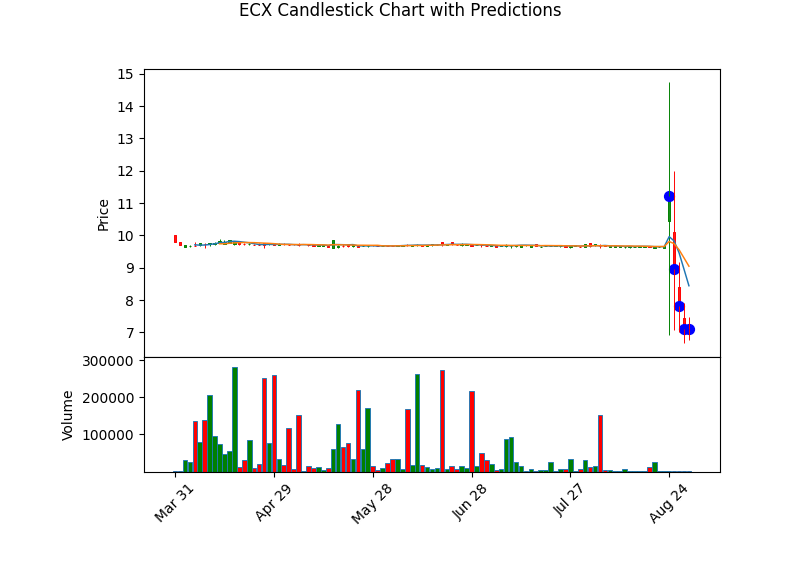 ECX Candlestick Chart with Predictions
15
14
13
12
11
10
9
8
7
Price
300000
200000
100000
Volume
Mar 31
Apr 29
May 28
Jun 28
Jul 27
Aug 24